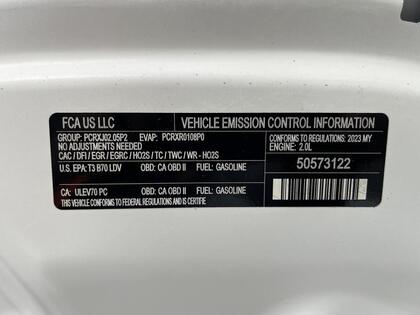 FCA US LLC VEHICLE EMISSION CONTROL INFORMATION
GROUP: PCRXJ02.05P2 EVAP: PCRXR0108P0
NO ADJUSTMENTS NEEDED
CAC / DFI / EGR / EGRC / HO2S / TC / TWC / WR - HO2S
CONFORMS TO REGULATIONS: 2023 MY
ENGINE: 2.0L
U.S. EPA: T3 B70 LDV OBD: CA OBD II FUEL: GASOLINE
50573122
CA: ULEV70 PC OBD: CA OBD II FUEL: GASOLINE
THIS VEHICLE CONFORMS TO FEDERAL AND CALIFORNIA STANDARDS